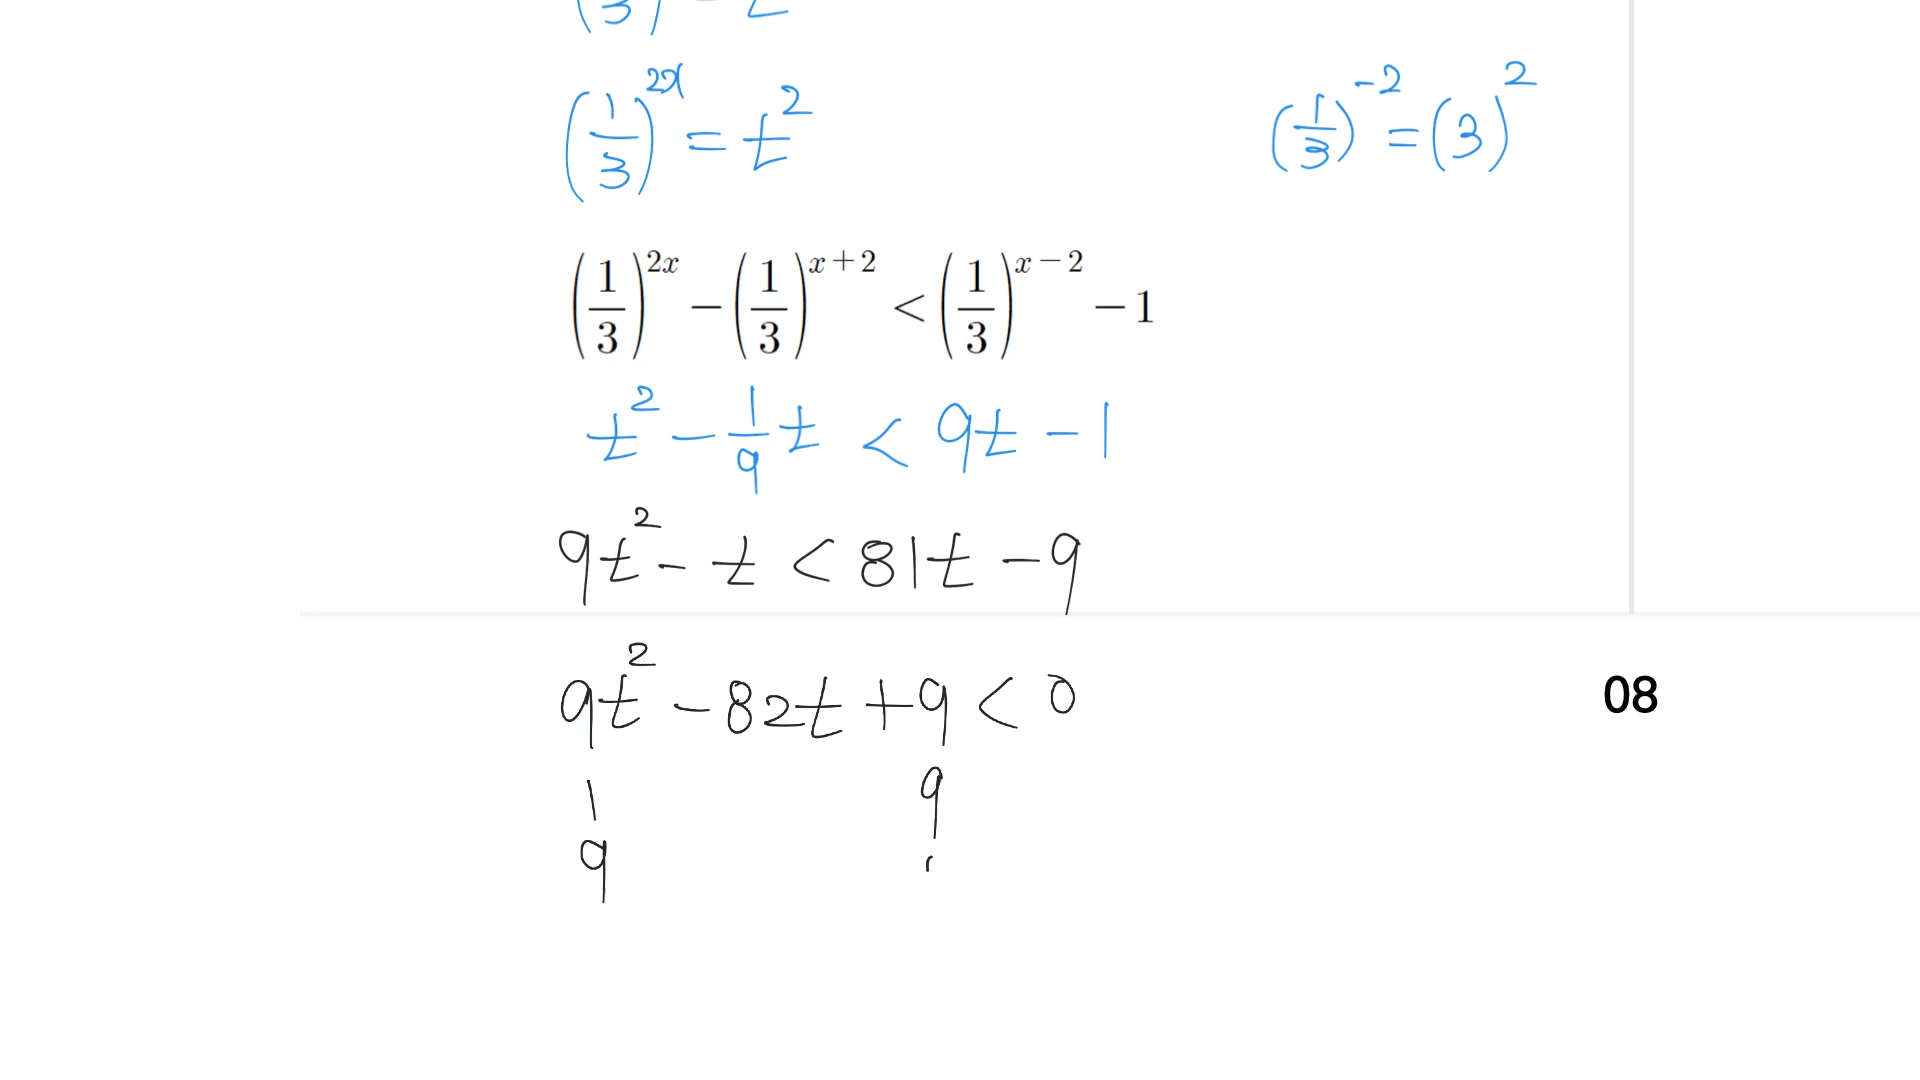 (1/3)^{2x} = t^2
(1/3)^{-2} = (3)^2
(1/3)^{2x} − (1/3)^{x+2} < (1/3)^{x−2} − 1
t^2 − 1/9 t < 9t − 1
9t^2 − t < 81t − 9
9t^2 − 82t + 9 < 0
08
1 9
9